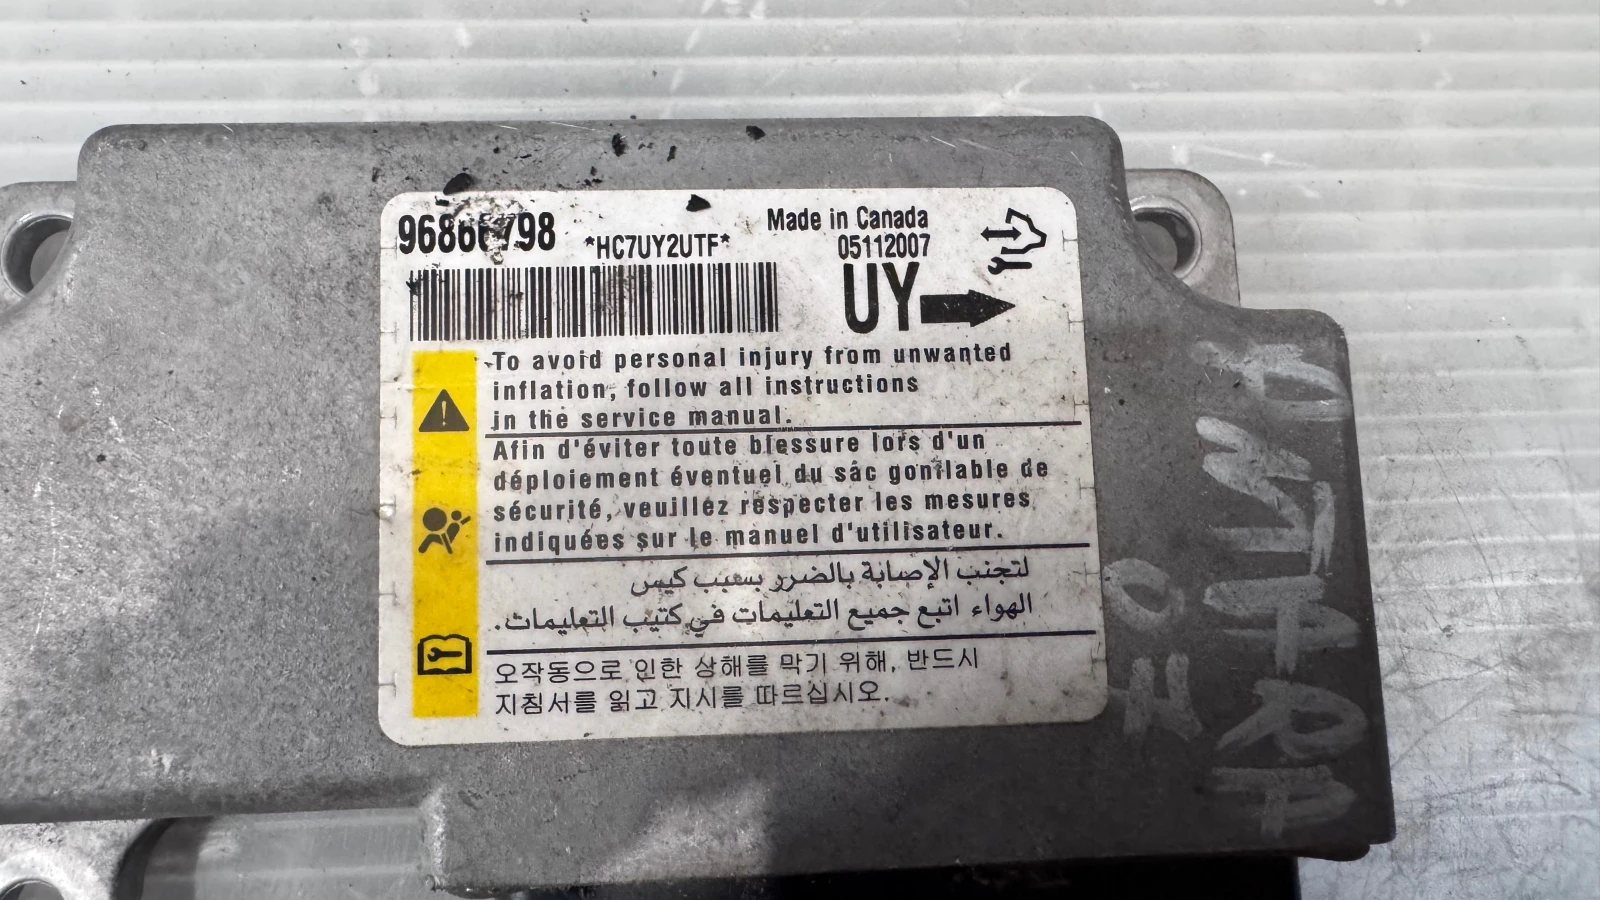 *HC7UY2UTF*
Made in Canada
05112007
UY
To avoid personal injury from unwanted
inflation, follow all instructions
in the service manual.
Afin d'éviter toute blessure lors d'un
déploiement éventuel du sâc gonflable de
sécurité, veuillez respecter les mesures
indiquées sur le manuel d'utilisateur.
لتجنب الإصابة بالضرر بسبب كيس
الهواء اتبع جميع التعليمات في كتيب التعليمات.
오작동으로 인한 상해를 막기 위해, 반드시
지침서를 읽고 지시를 따르십시오.